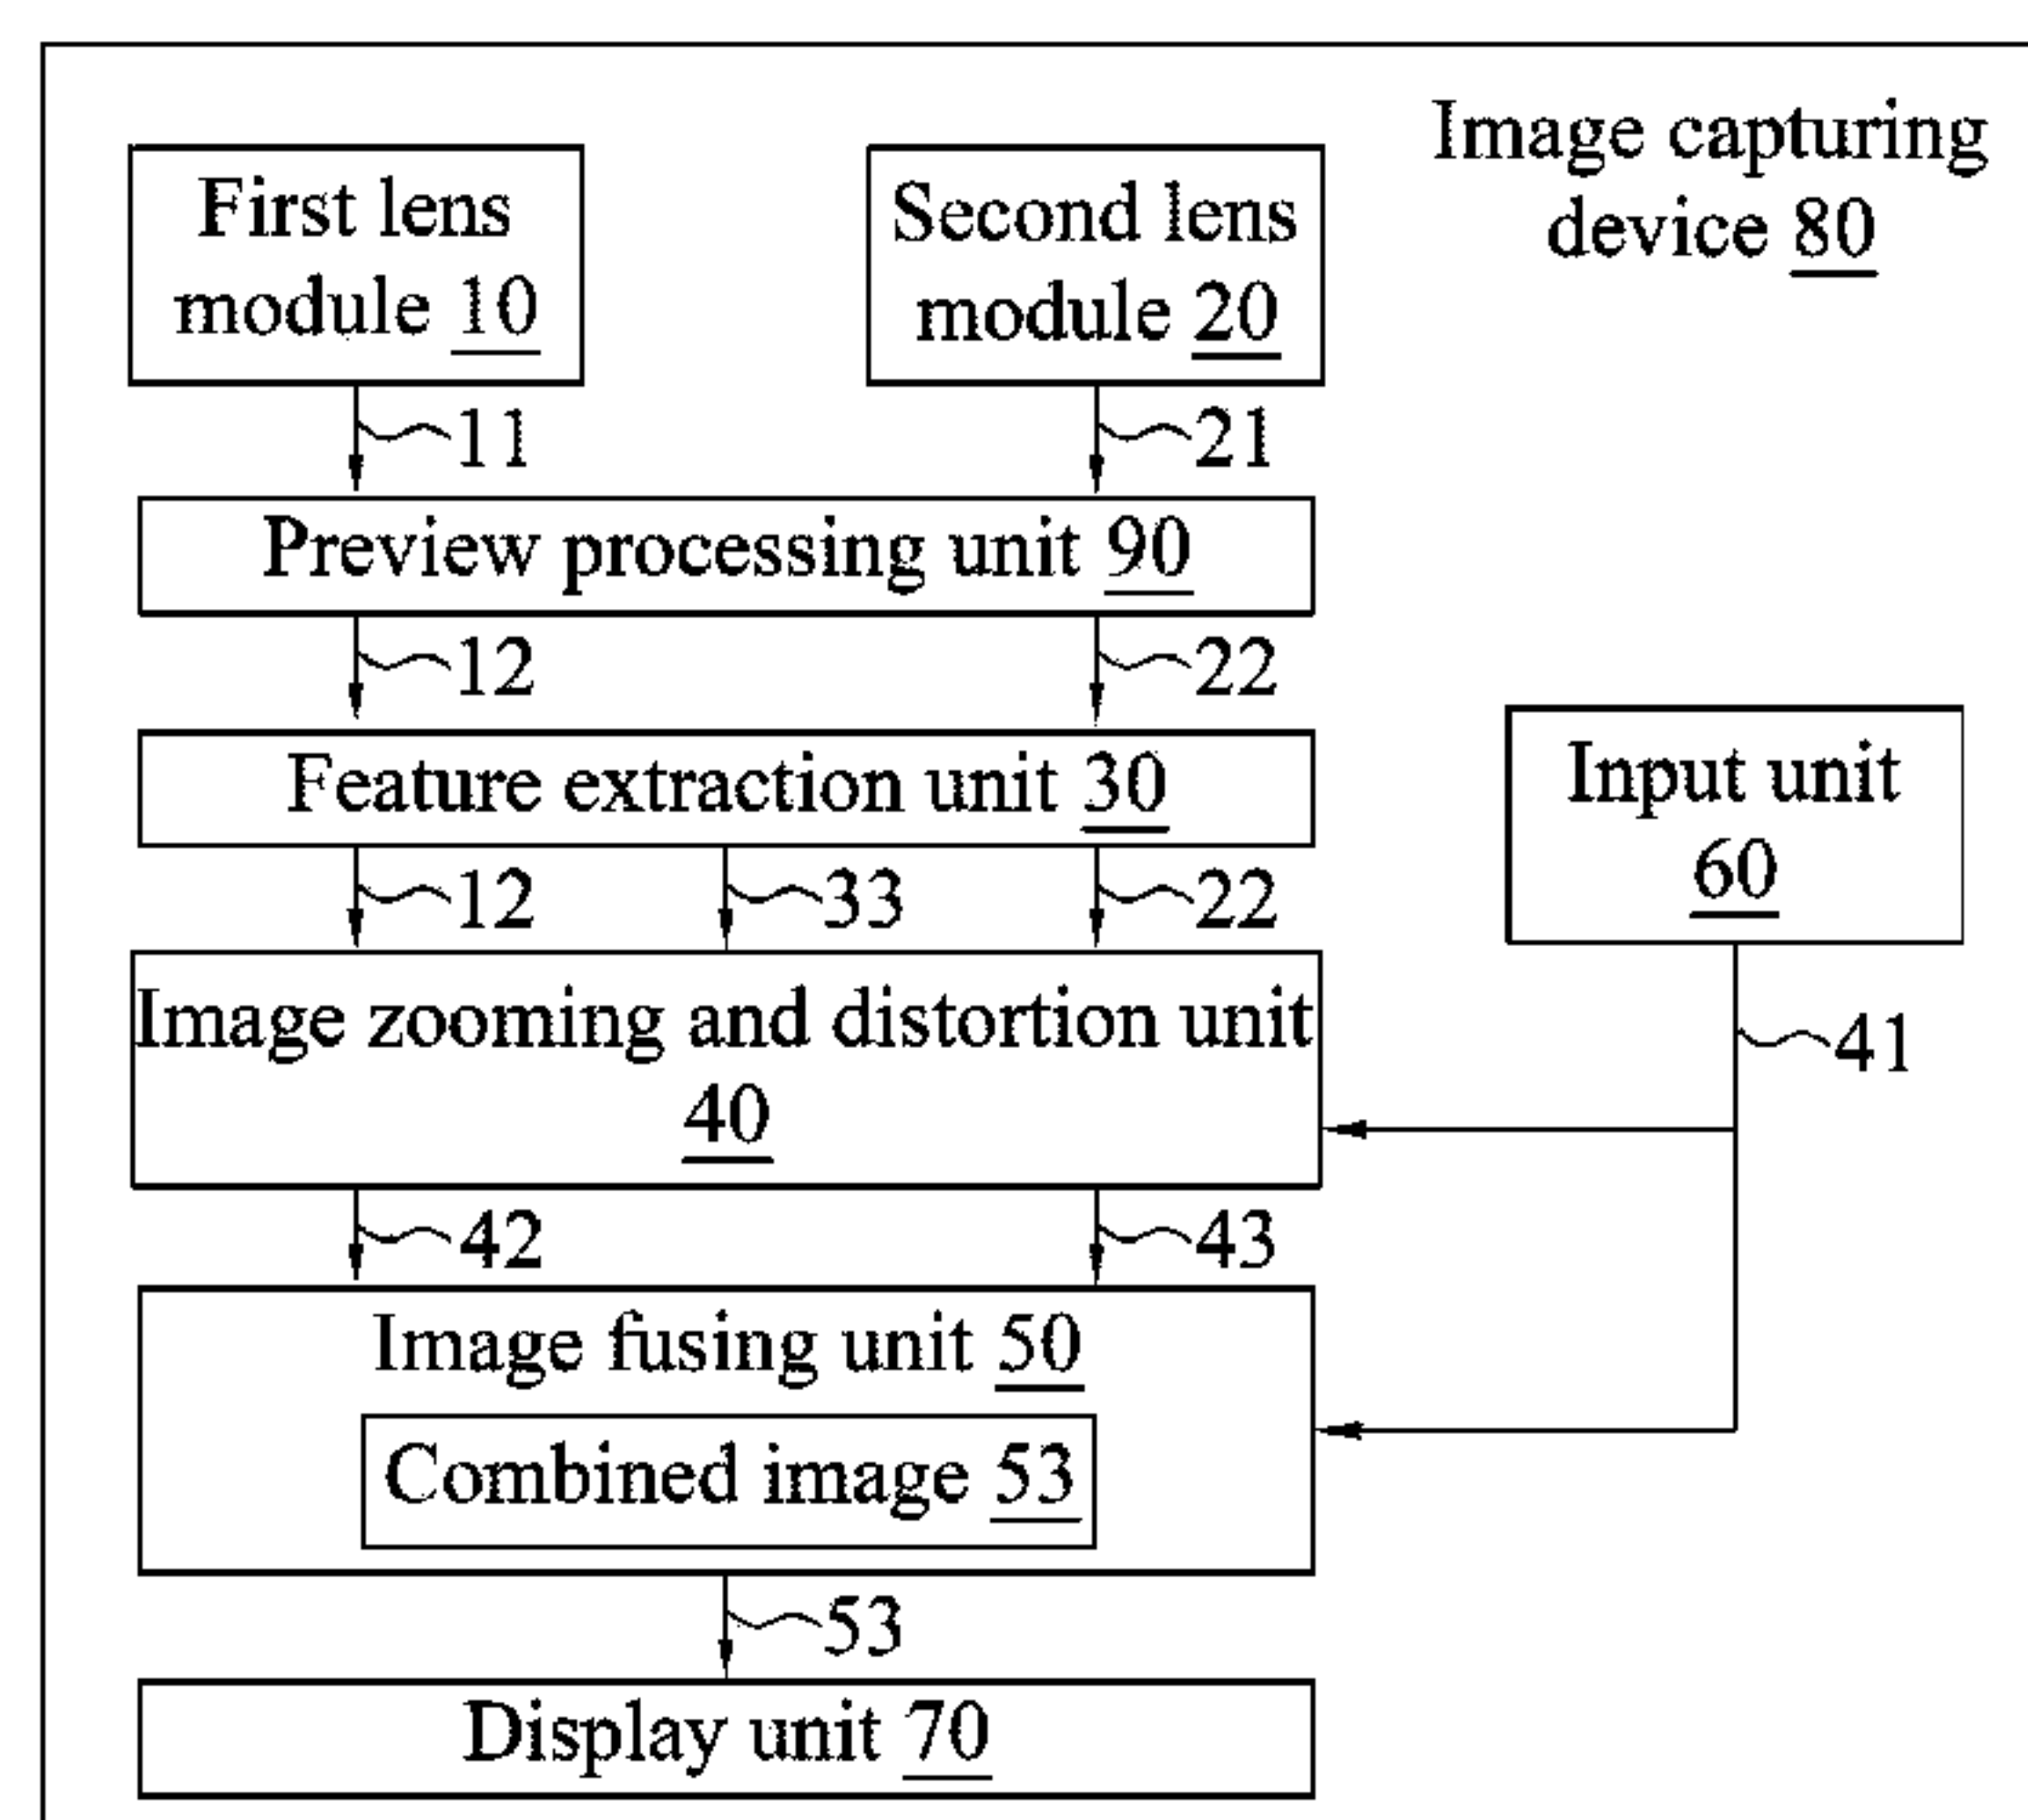 Image capturing
device 80
First lens
module 10
Second lens
module 20
11
21
Preview processing unit 90
12
22
Feature extraction unit 30
Input unit
60
12
33
22
Image zooming and distortion unit
40
41
42
43
Image fusing unit 50
Combined image 53
53
Display unit 70